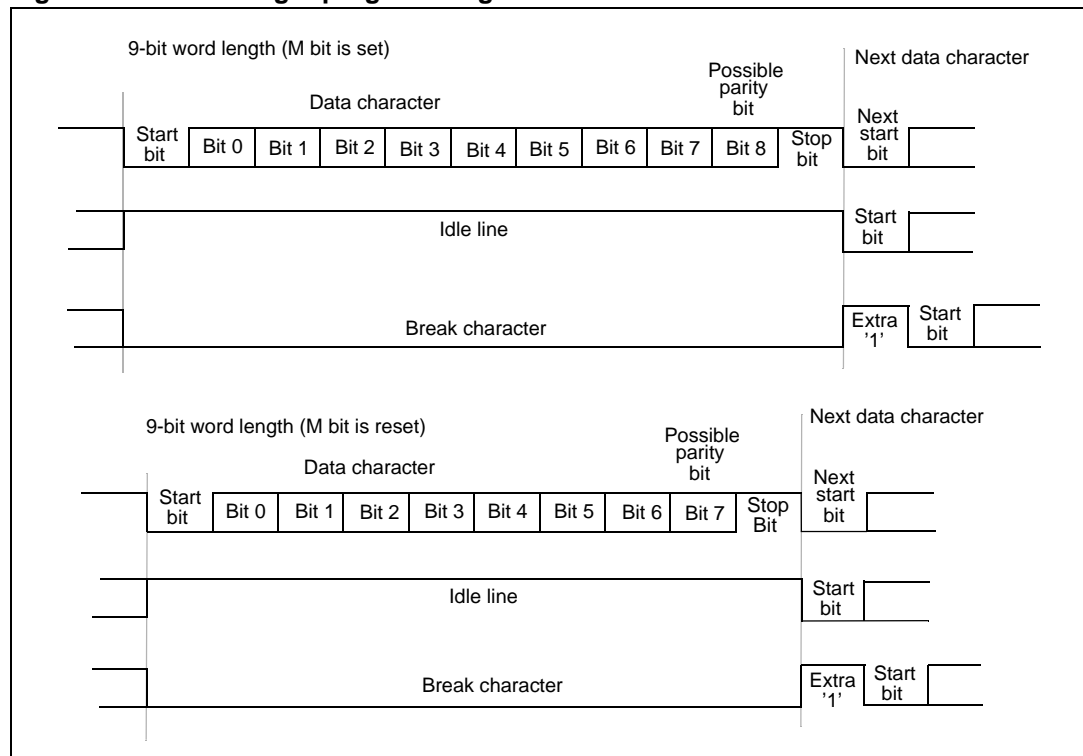 9-bit word length (M bit is set)
Next data character
Possible
parity
bit
Data character
Start
bit
Bit 0
Bit 1
Bit 2
Bit 3
Bit 4
Bit 5
Bit 6
Bit 7
Bit 8
Stop
bit
Next
start
bit
Idle line
Start
bit
Break character
Extra
'1'
Start
bit
9-bit word length (M bit is reset)
Next data character
Possible
parity
bit
Data character
Start
bit
Bit 0
Bit 1
Bit 2
Bit 3
Bit 4
Bit 5
Bit 6
Bit 7
Stop
Bit
Next
start
bit
Idle line
Start
bit
Break character
Extra
'1'
Start
bit